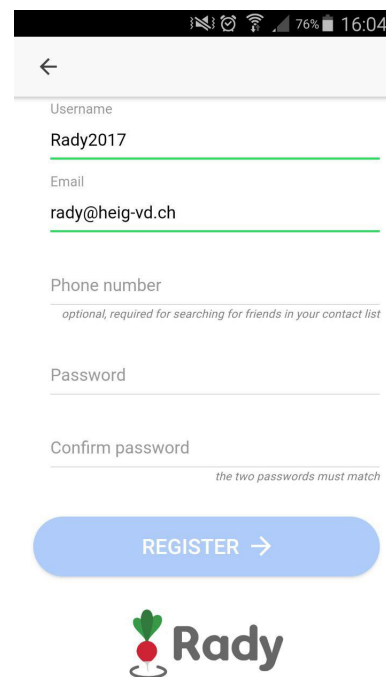 76% 16:04
Username
Rady2017
Email
rady@heig-vd.ch
Phone number
optional, required for searching for friends in your contact list
Password
Confirm password
the two passwords must match
REGISTER →
Rady